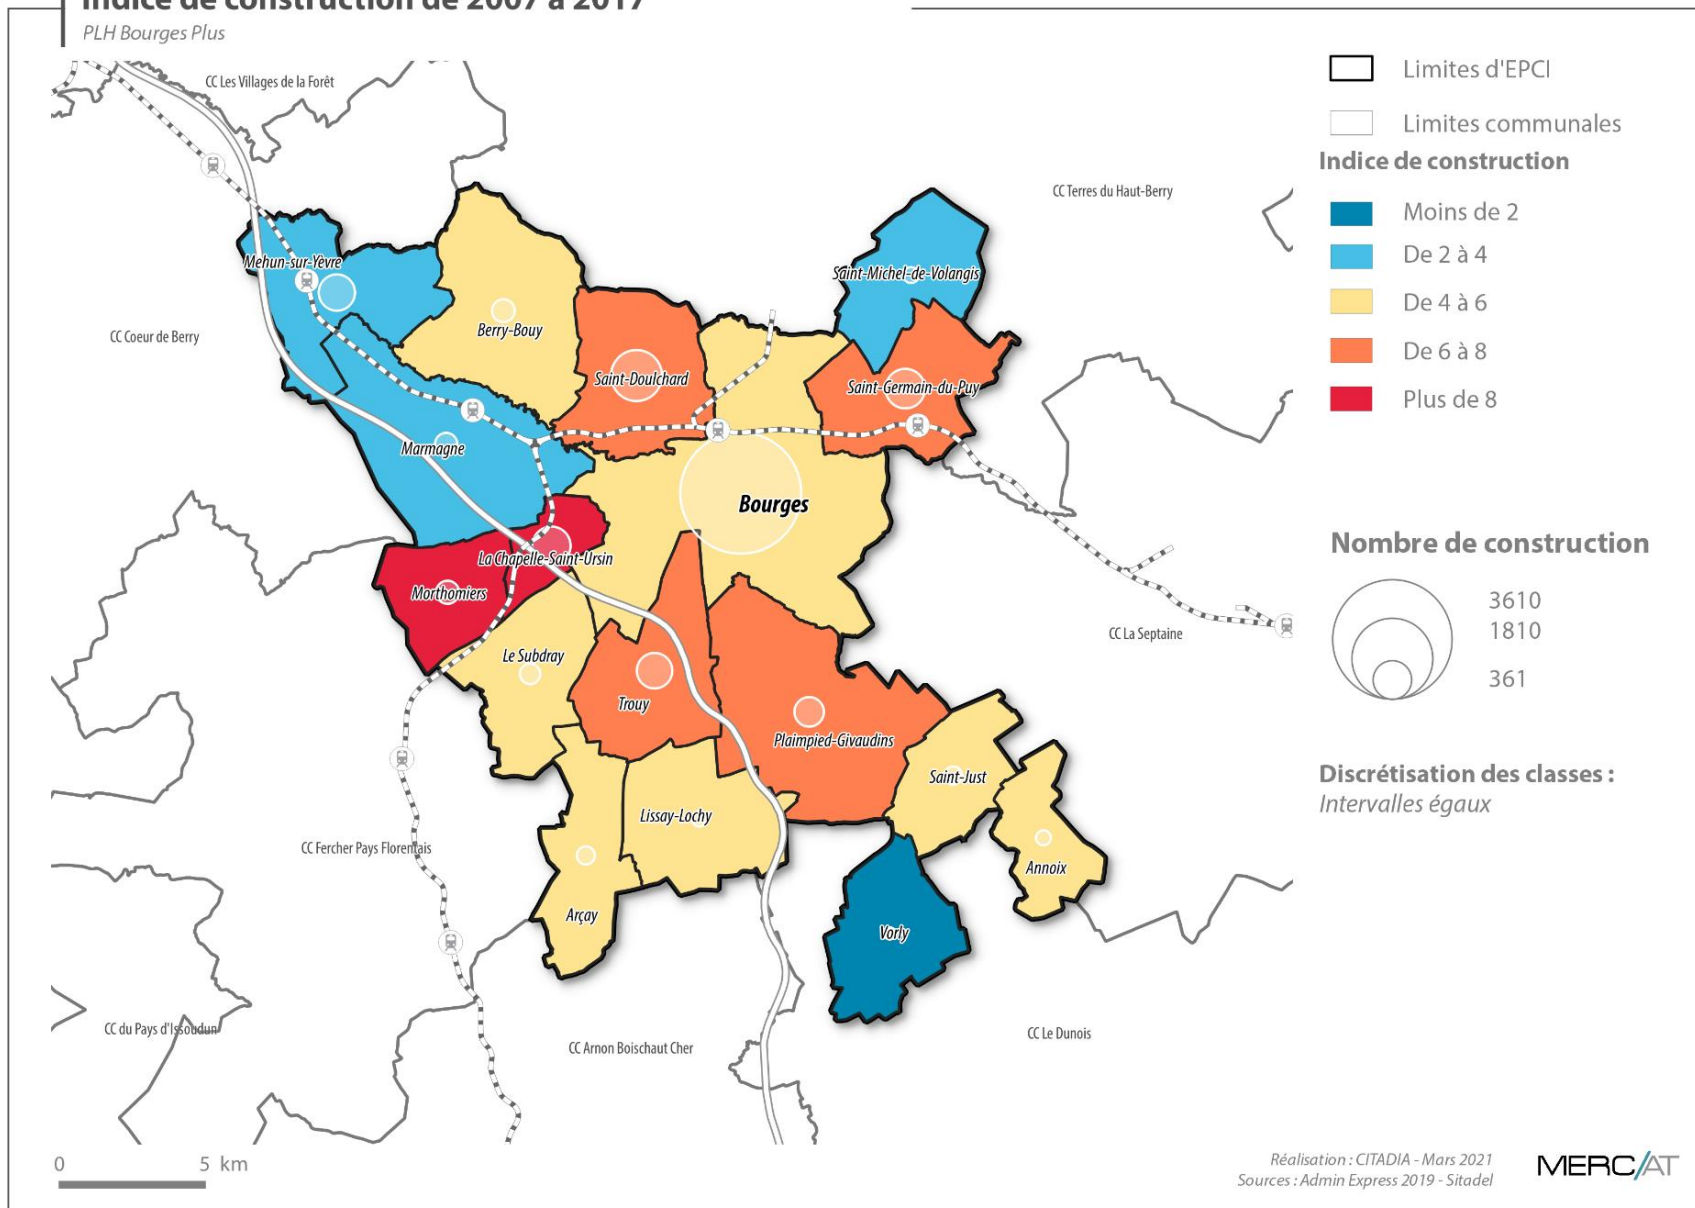 Indice de construction de 2007 à 2017
PLH Bourges Plus
CC Les Villages de la Forêt
CC Terres du Haut-Berry
CC Coeur de Berry
Mehun-sur-Yèvre
Saint-Michel-de-Volangis
Berry-Bouy
Saint-Doulchard
Saint-Germain-du-Puy
Marmagne
Bourges
La Chapelle-Saint-Ursin
Morthomiers
CC La Septaine
Le Subdray
Trouy
Plaimpied-Givaudins
Saint-Just
Lissay-Lochy
CC Fercher Pays Florentais
Annoix
Arçay
Vorly
CC du Pays d'Issoudun
CC Arnon Boischaut Cher
CC Le Dunois
0 5 km
Limites d'EPCI
Limites communales
Indice de construction
Moins de 2
De 2 à 4
De 4 à 6
De 6 à 8
Plus de 8
Nombre de construction
3610
1810
361
Discrétisation des classes :
Intervalles égaux
Réalisation : CITADIA - Mars 2021
Sources : Admin Express 2019 - Sitadel
MERC/AT